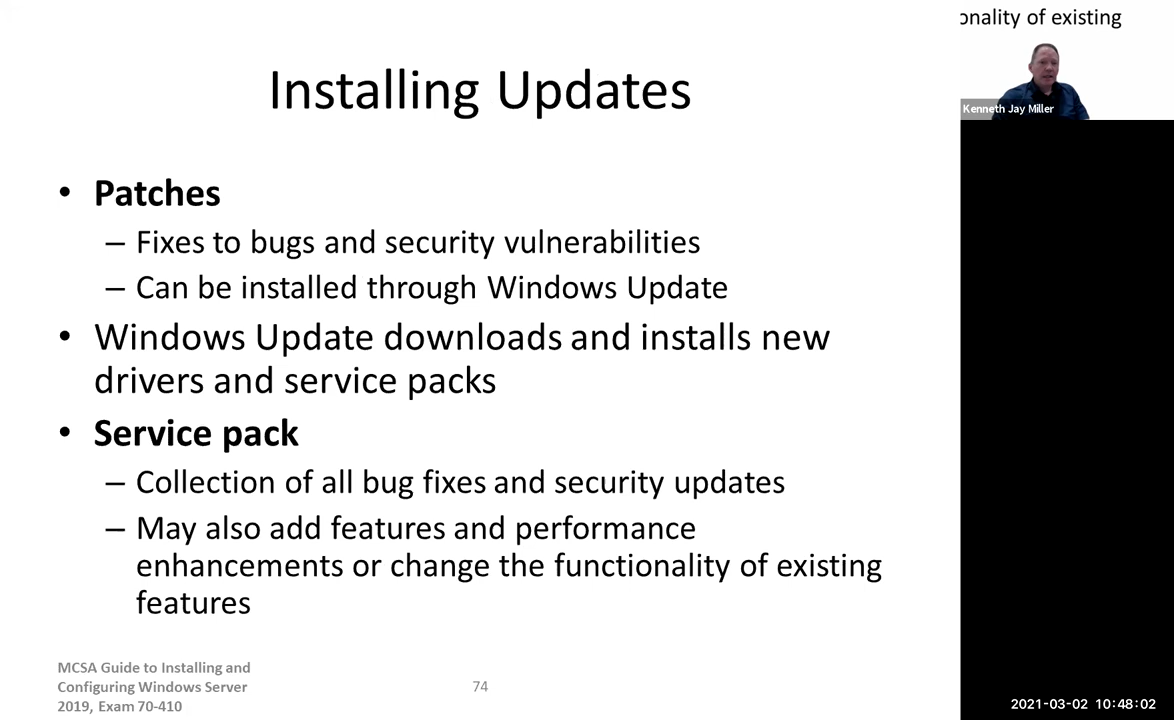 onality of existing
Kenneth Jay Miller
Installing Updates
• Patches
– Fixes to bugs and security vulnerabilities
– Can be installed through Windows Update
• Windows Update downloads and installs new
drivers and service packs
• Service pack
– Collection of all bug fixes and security updates
– May also add features and performance
enhancements or change the functionality of existing
features
MCSA Guide to Installing and
Configuring Windows Server
2019, Exam 70-410
74
2021-03-02 10:48:02